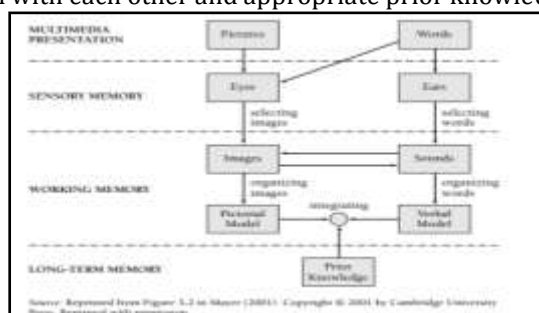 with each other and appropriate prior knowle
MULTIMEDIA PRESENTATION
Pictures
Words
SENSORY MEMORY
Eyes
Ears
selecting images
selecting words
WORKING MEMORY
Images
Sounds
organizing images
organizing words
integrating
Pictorial Model
Verbal Model
LONG-TERM MEMORY
Prior Knowledge
Source: Reprinted from Figure 3.2 in Mayer (2001). Copyright © 2001 by Cambridge University
Press. Reprinted with permission.